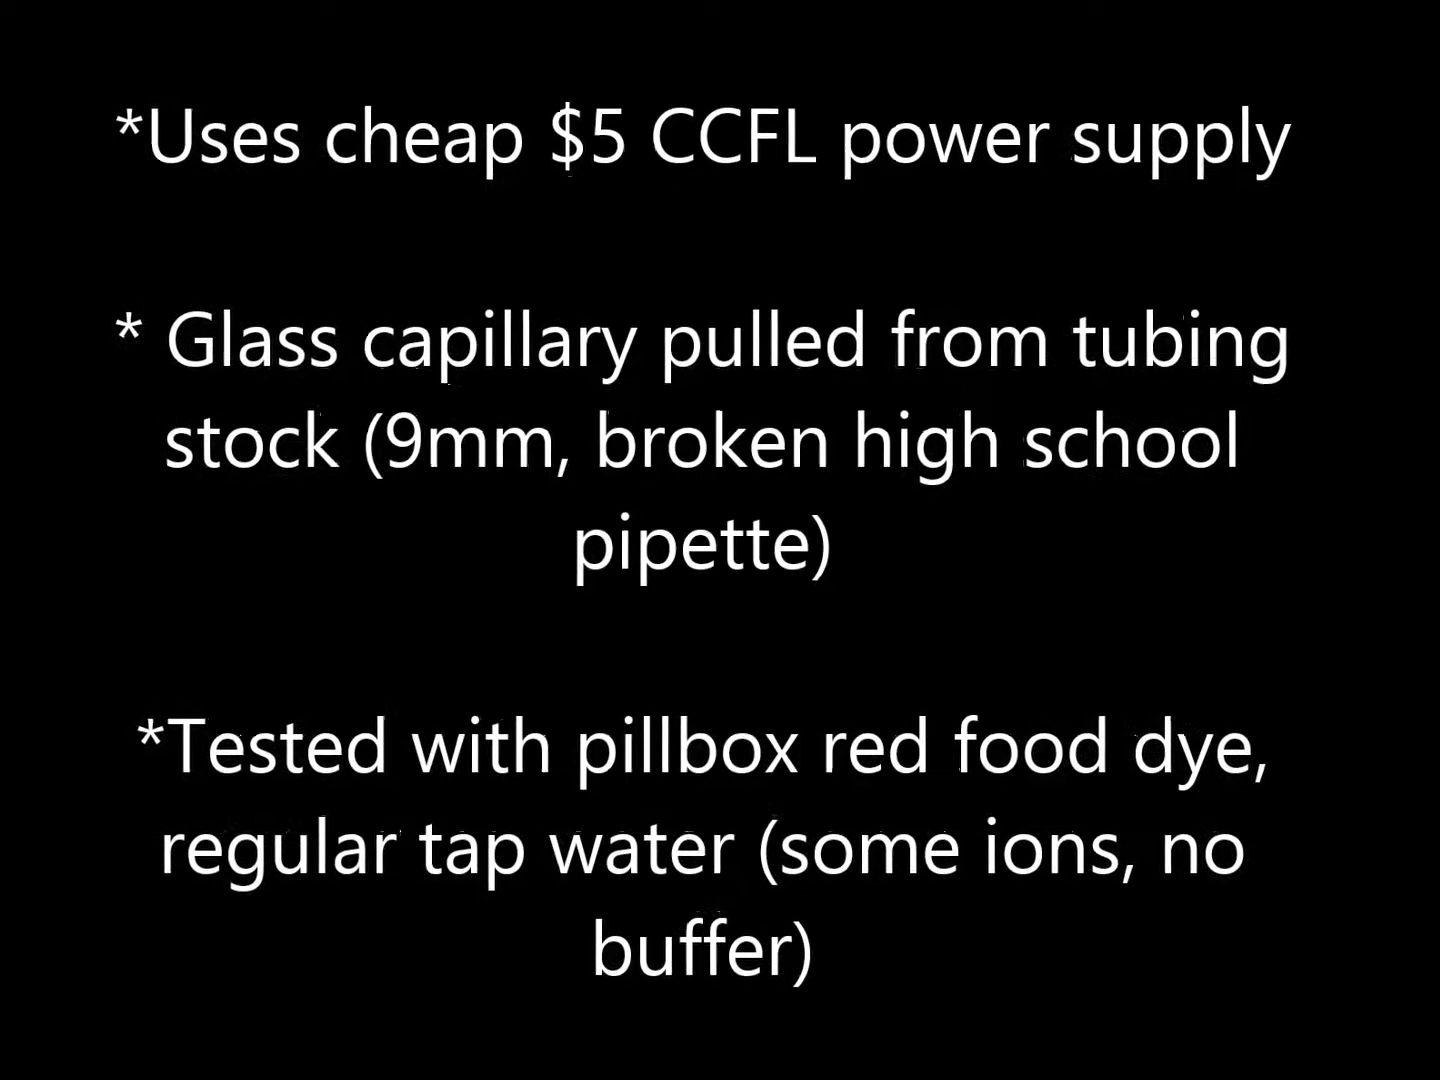 *Uses cheap $5 CCFL power supply
* Glass capillary pulled from tubing
stock (9mm, broken high school
pipette)
*Tested with pillbox red food dye,
regular tap water (some ions, no
buffer)